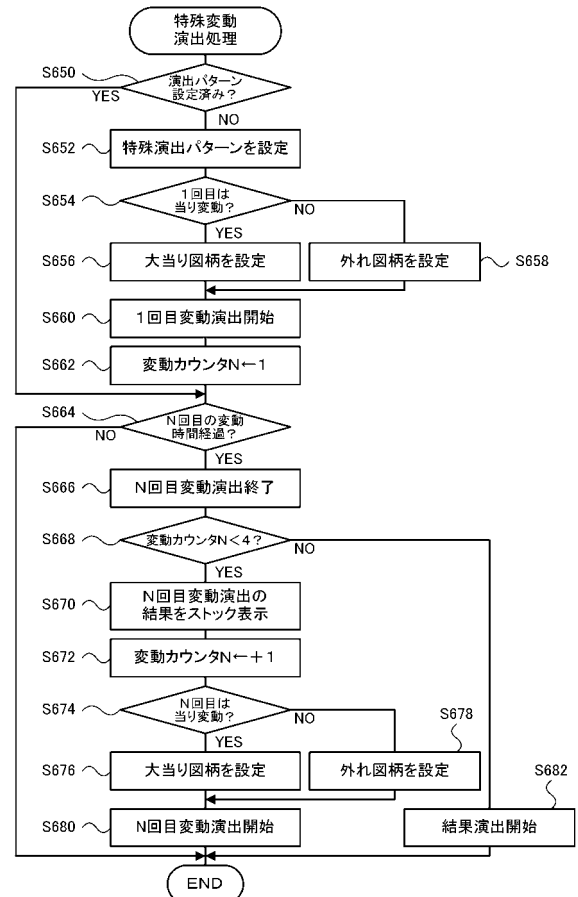 特殊変動
演出処理
S650
演出パターン
設定済み？
YES
NO
S652
特殊演出パターンを設定
S654
1回目は
当り変動？
NO
YES
S656
大当り図柄を設定
外れ図柄を設定
S658
S660
1回目変動演出開始
S662
変動カウンタN←1
S664
N回目の変動
時間経過？
NO
YES
S666
N回目変動演出終了
S668
変動カウンタN＜4？
NO
YES
S670
N回目変動演出の
結果をストック表示
S672
変動カウンタN←＋1
S674
N回目は
当り変動？
NO
S678
YES
S676
大当り図柄を設定
外れ図柄を設定
S682
S680
N回目変動演出開始
結果演出開始
END